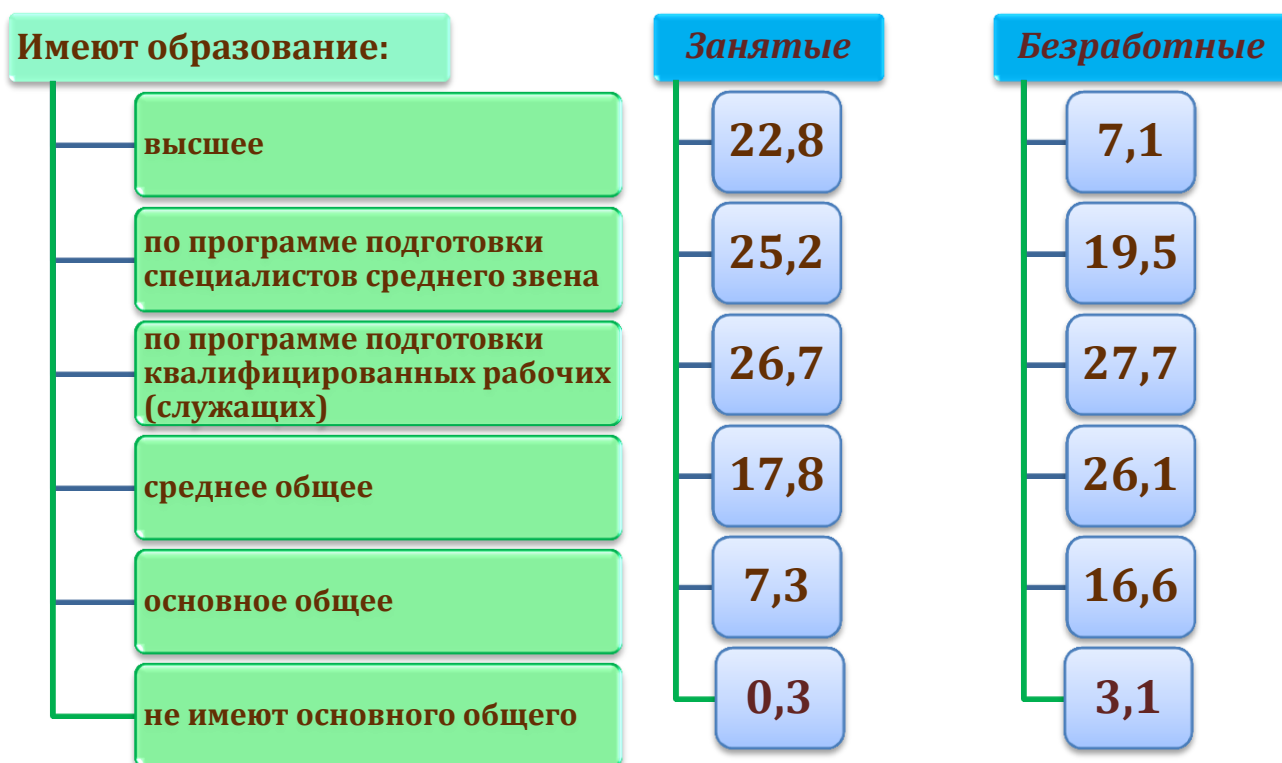 Имеют образование:
Занятые
Безработные
высшее
22,8
7,1
по программе подготовки
специалистов среднего звена
25,2
19,5
по программе подготовки
квалифицированных рабочих
(служащих)
26,7
27,7
среднее общее
17,8
26,1
основное общее
7,3
16,6
не имеют основного общего
0,3
3,1